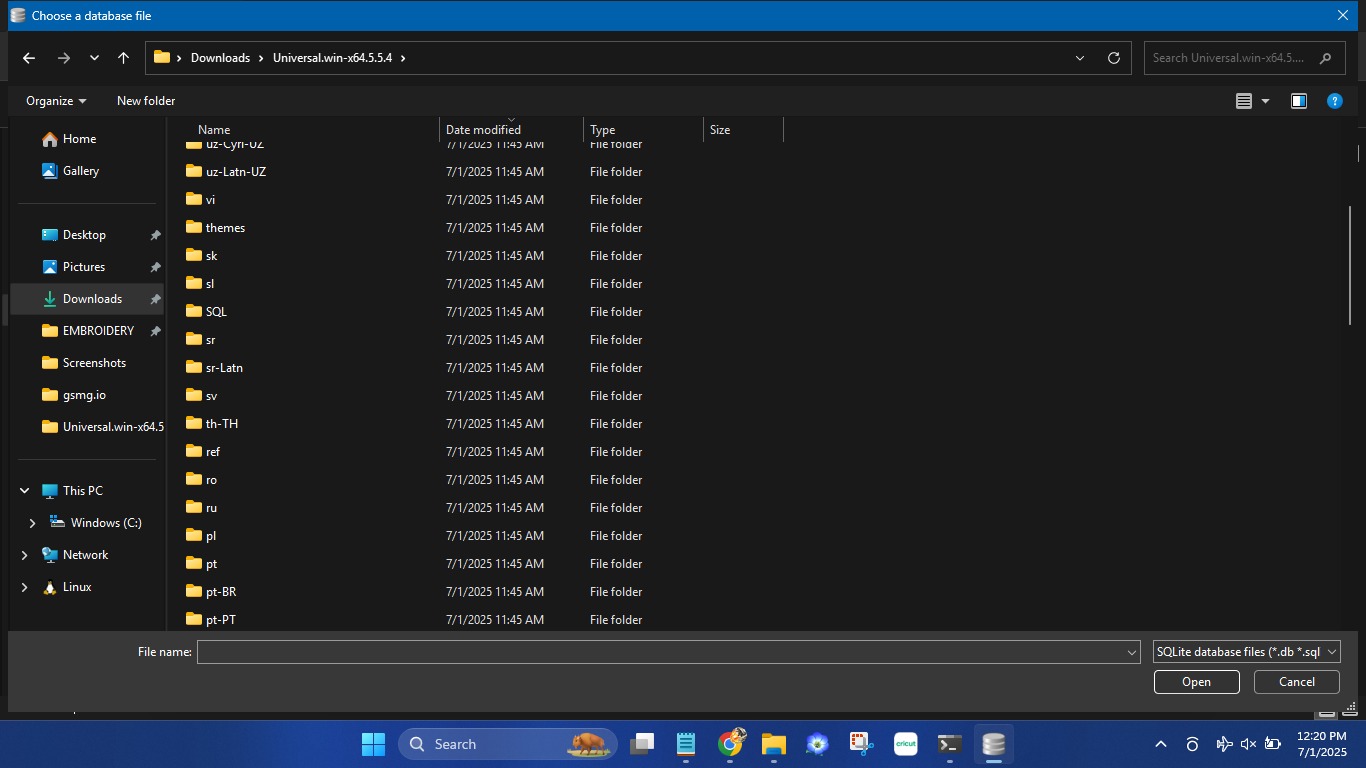 Choose a database file
Downloads Universal.win-x64.5.5.4
Search Universal.win-x64.5....
Organize New folder
Name Date modified Type Size
Home
Gallery
Desktop
Pictures
Downloads
EMBROIDERY
Screenshots
gsmg.io
Universal.win-x64.5
This PC
Windows (C:)
Network
Linux
uz-Cyrl-UZ 7/1/2025 11:45 AM File folder
uz-Latn-UZ 7/1/2025 11:45 AM File folder
vi 7/1/2025 11:45 AM File folder
themes 7/1/2025 11:45 AM File folder
sk 7/1/2025 11:45 AM File folder
sl 7/1/2025 11:45 AM File folder
SQL 7/1/2025 11:45 AM File folder
sr 7/1/2025 11:45 AM File folder
sr-Latn 7/1/2025 11:45 AM File folder
sv 7/1/2025 11:45 AM File folder
th-TH 7/1/2025 11:45 AM File folder
ref 7/1/2025 11:45 AM File folder
ro 7/1/2025 11:45 AM File folder
ru 7/1/2025 11:45 AM File folder
pl 7/1/2025 11:45 AM File folder
pt 7/1/2025 11:45 AM File folder
pt-BR 7/1/2025 11:45 AM File folder
pt-PT 7/1/2025 11:45 AM File folder
File name: SQLite database files (*.db *.sql
Open Cancel
Search
cricut
12:20 PM
7/1/2025